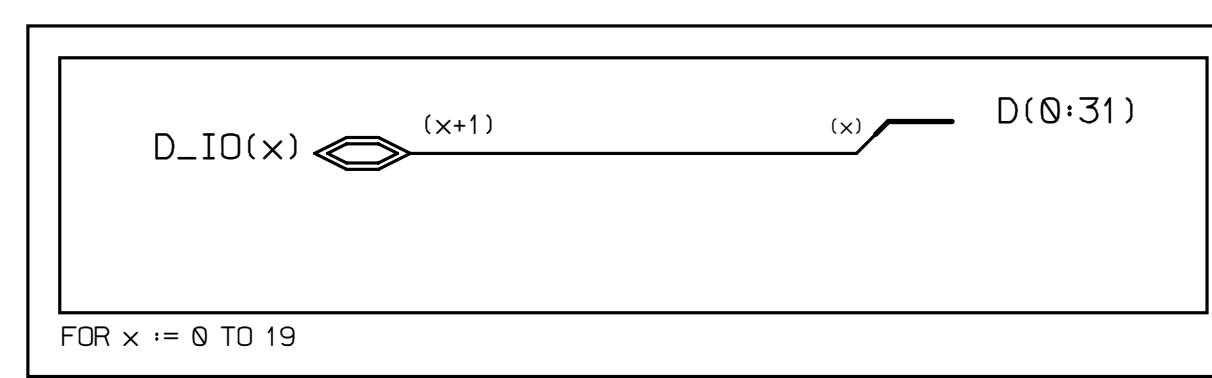 D(0:31)
(x+1)
(x)
D_IO(x)
FOR x := 0 TO 19